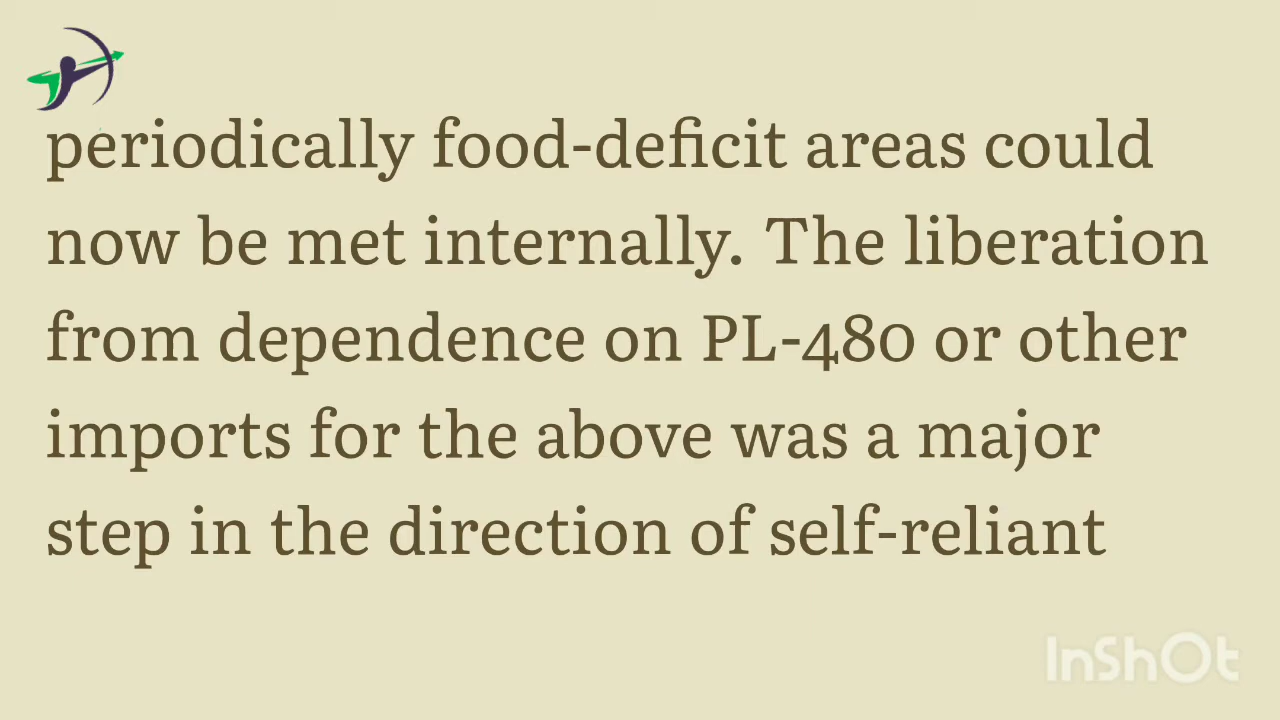 periodically food-deficit areas could
now be met internally. The liberation
from dependence on PL-480 or other
imports for the above was a major
step in the direction of self-reliant
InShOt